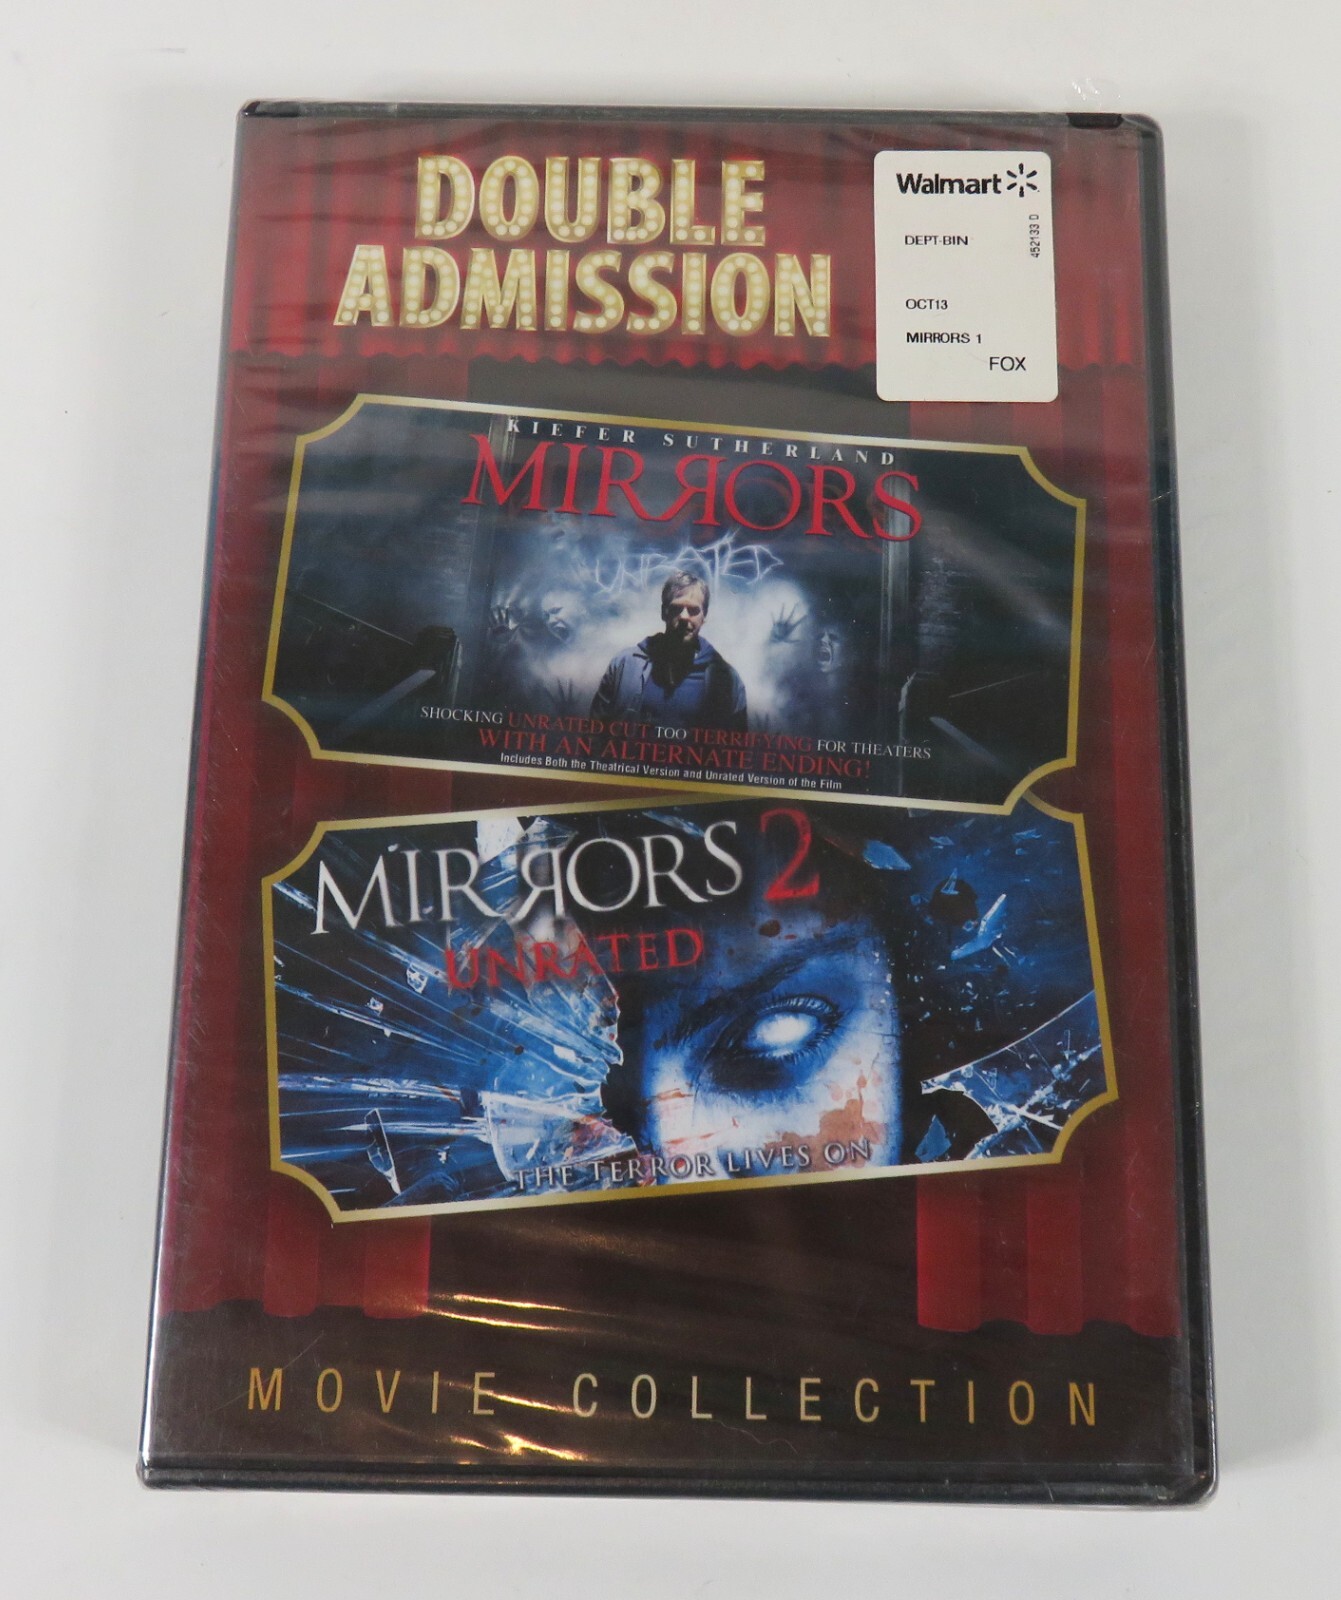 DOUBLE
ADMISSION
Walmart
DEPT-BIN
452133 D
OCT13
MIRRORS 1
FOX
KIEFER SUTHERLAND
MIRRORS
UNRATED
SHOCKING UNRATED CUT TOO TERRIFYING FOR THEATERS
WITH AN ALTERNATE ENDING!
Includes Both the Theatrical Version and Unrated Version of the Film
MIRRORS 2
UNRATED
THE TERROR LIVES ON
MOVIE COLLECTION